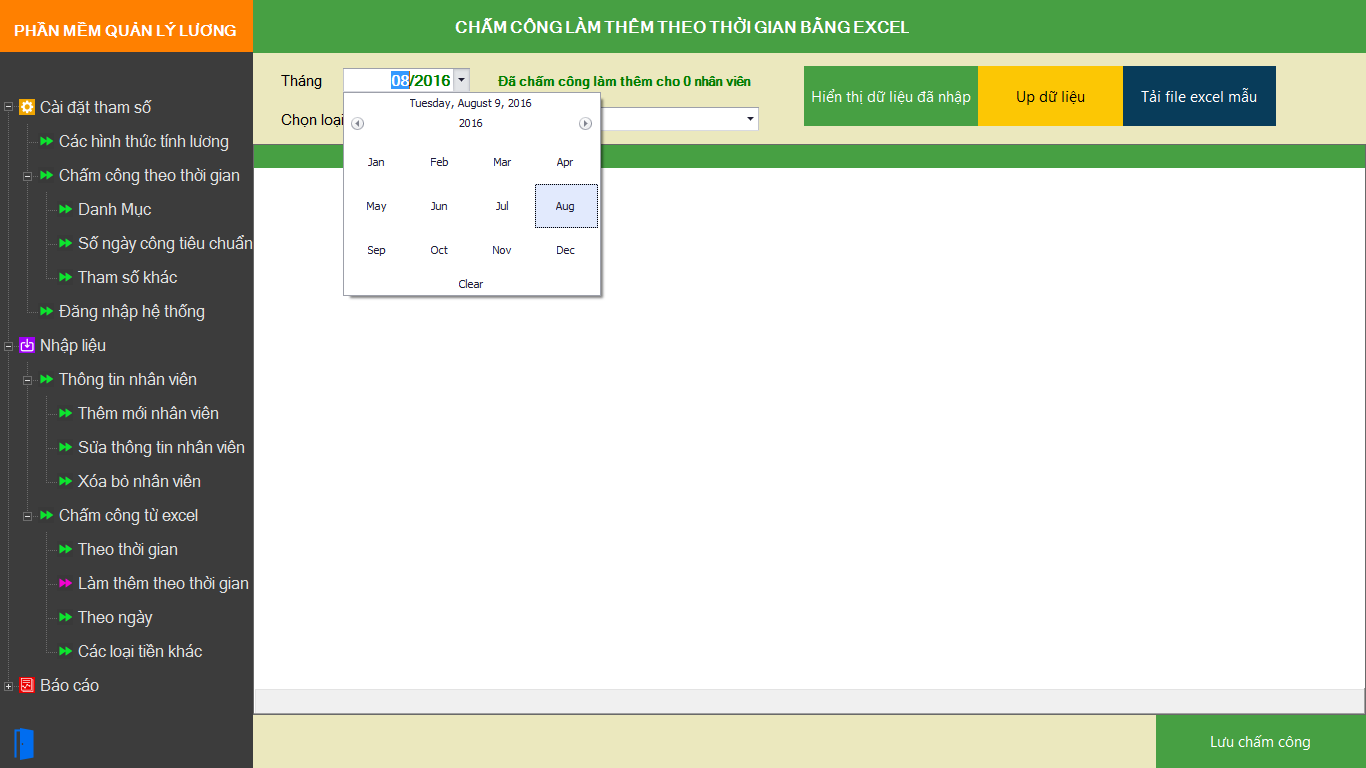 PHẦN MỀM QUẢN LÝ LƯƠNG
CHẤM CÔNG LÀM THÊM THEO THỜI GIAN BẰNG EXCEL
Cài đặt tham số
Các hình thức tính lương
Chấm công theo thời gian
Danh Mục
Số ngày công tiêu chuẩn
Tham số khác
Đăng nhập hệ thống
Nhập liệu
Thông tin nhân viên
Thêm mới nhân viên
Sửa thông tin nhân viên
Xóa bỏ nhân viên
Chấm công từ excel
Theo thời gian
Làm thêm theo thời gian
Theo ngày
Các loại tiền khác
Báo cáo
Tháng 08/2016 Đã chấm công làm thêm cho 0 nhân viên
Chọn loại
Hiển thị dữ liệu đã nhập Up dữ liệu Tải file excel mẫu
Tuesday, August 9, 2016
2016
Jan Feb Mar Apr
May Jun Jul Aug
Sep Oct Nov Dec
Clear
Lưu chấm công